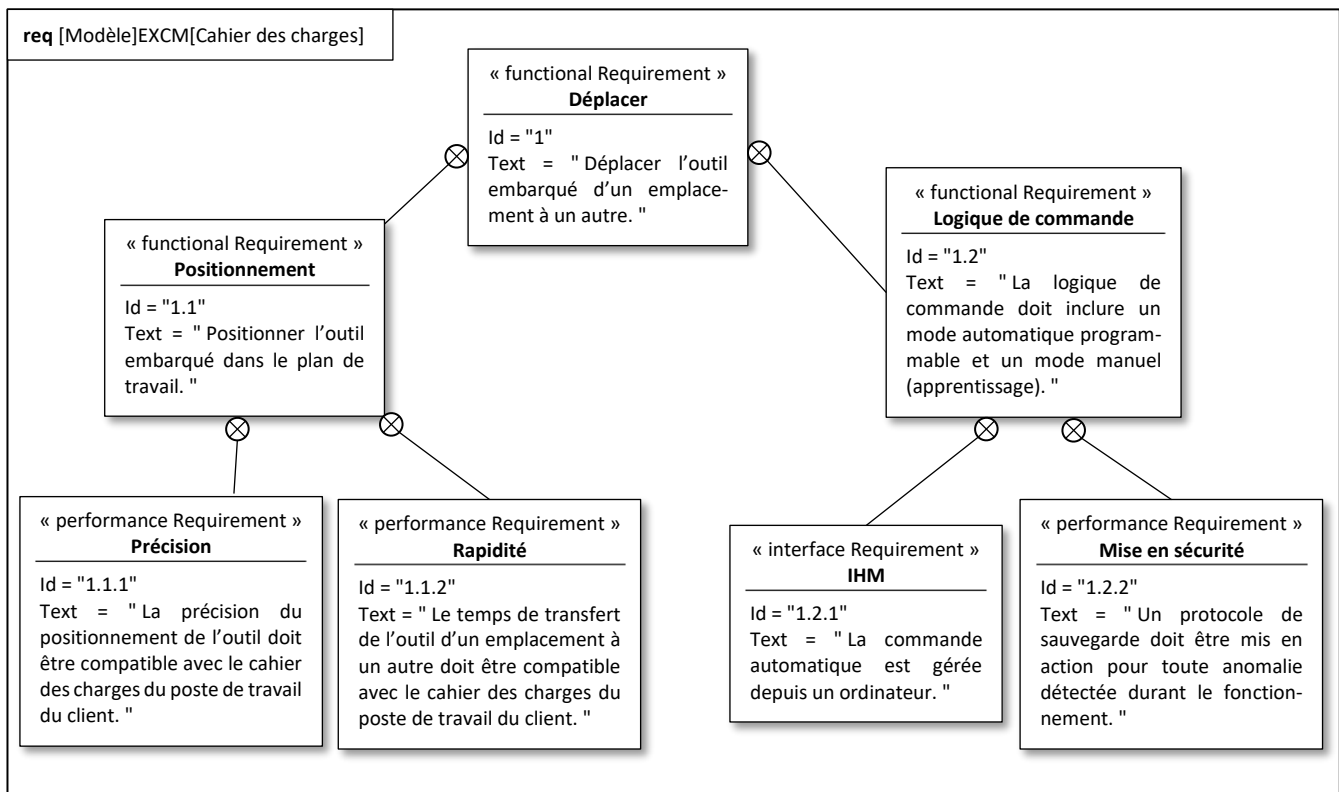 req [Modèle]EXCM[Cahier des charges]
« functional Requirement »
Déplacer
Id = "1"
Text = " Déplacer l’outil
embarqué d’un emplace-
ment à un autre. "
« functional Requirement »
Positionnement
Id = "1.1"
Text = " Positionner l’outil
embarqué dans le plan de
travail. "
« functional Requirement »
Logique de commande
Id = "1.2"
Text = " La logique de
commande doit inclure un
mode automatique program-
mable et un mode manuel
(apprentissage). "
« performance Requirement »
Précision
Id = "1.1.1"
Text = " La précision du
positionnement de l’outil doit
être compatible avec le cahier
des charges du poste de travail
du client. "
« performance Requirement »
Rapidité
Id = "1.1.2"
Text = " Le temps de transfert
de l’outil d’un emplacement à
un autre doit être compatible
avec le cahier des charges du
poste de travail du client. "
« interface Requirement »
IHM
Id = "1.2.1"
Text = " La commande
automatique est gérée
depuis un ordinateur. "
« performance Requirement »
Mise en sécurité
Id = "1.2.2"
Text = " Un protocole de
sauvegarde doit être mis en
action pour toute anomalie
détectée durant le fonction-
nement. "